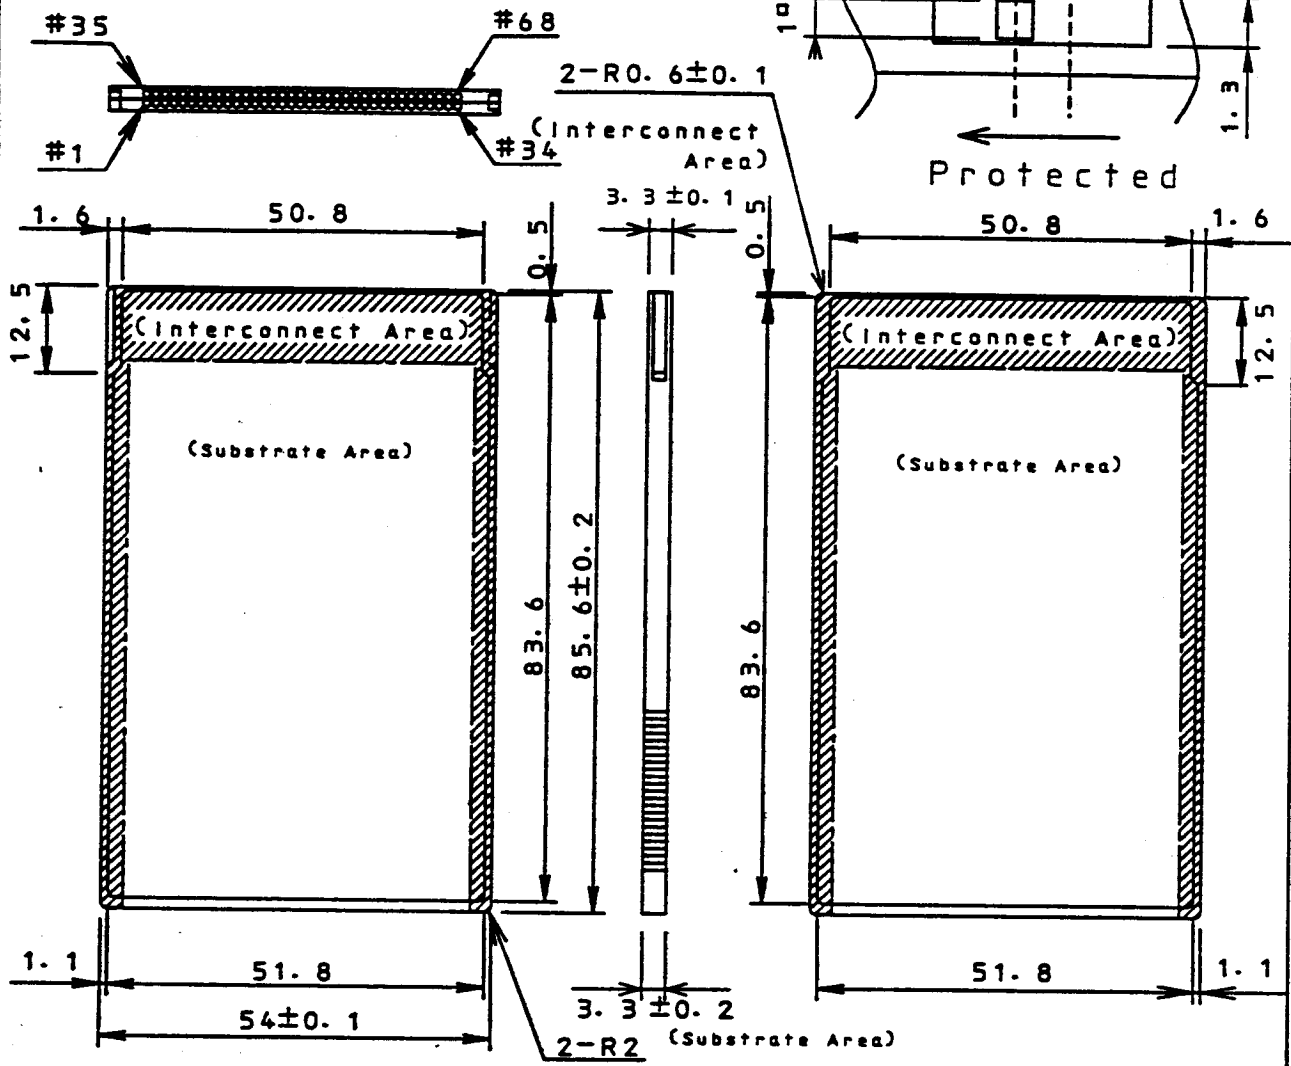 #35
#68
#1
#34
2-R0.6±0.1
(Interconnect
Area)
1.3
Protected
1.6
50.8
0.5
3.3±0.1
0.5
50.8
1.6
12.5
(Interconnect Area)
(Interconnect Area)
12.5
(Substrate Area)
(Substrate Area)
83.6
85.6±0.2
83.6
1.1
51.8
54±0.1
2-R2
3.3±0.2
(Substrate Area)
51.8
1.1